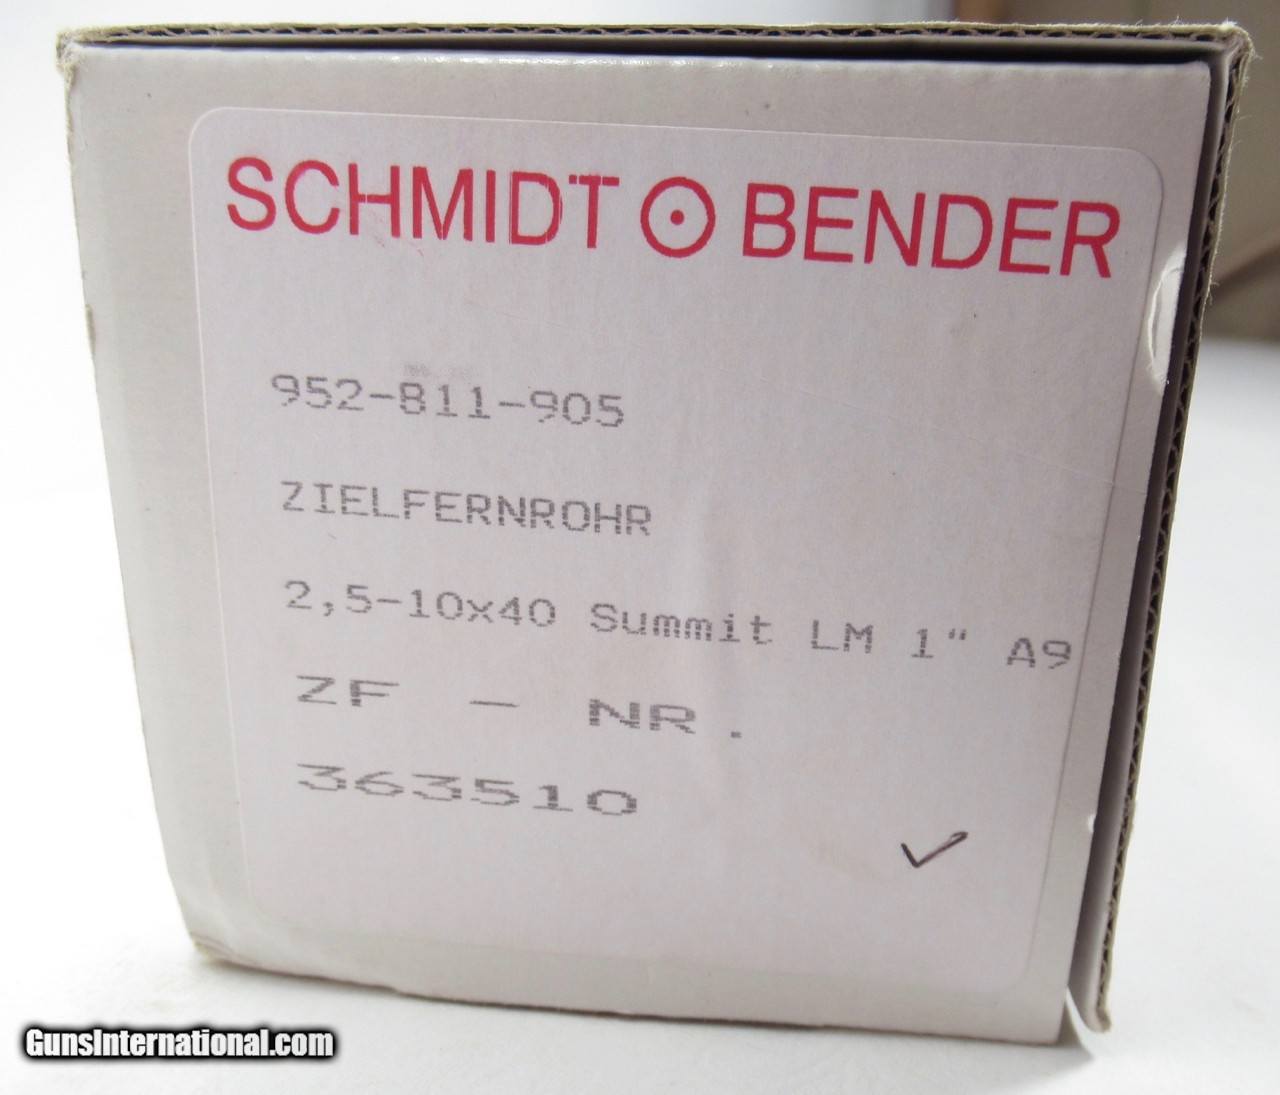 SCHMIDT BENDER
952-811-905
ZIELFERNROHR
2,5-10x40 Summit LM 1" A9
ZF - NR.
363510
GunsInternational.com